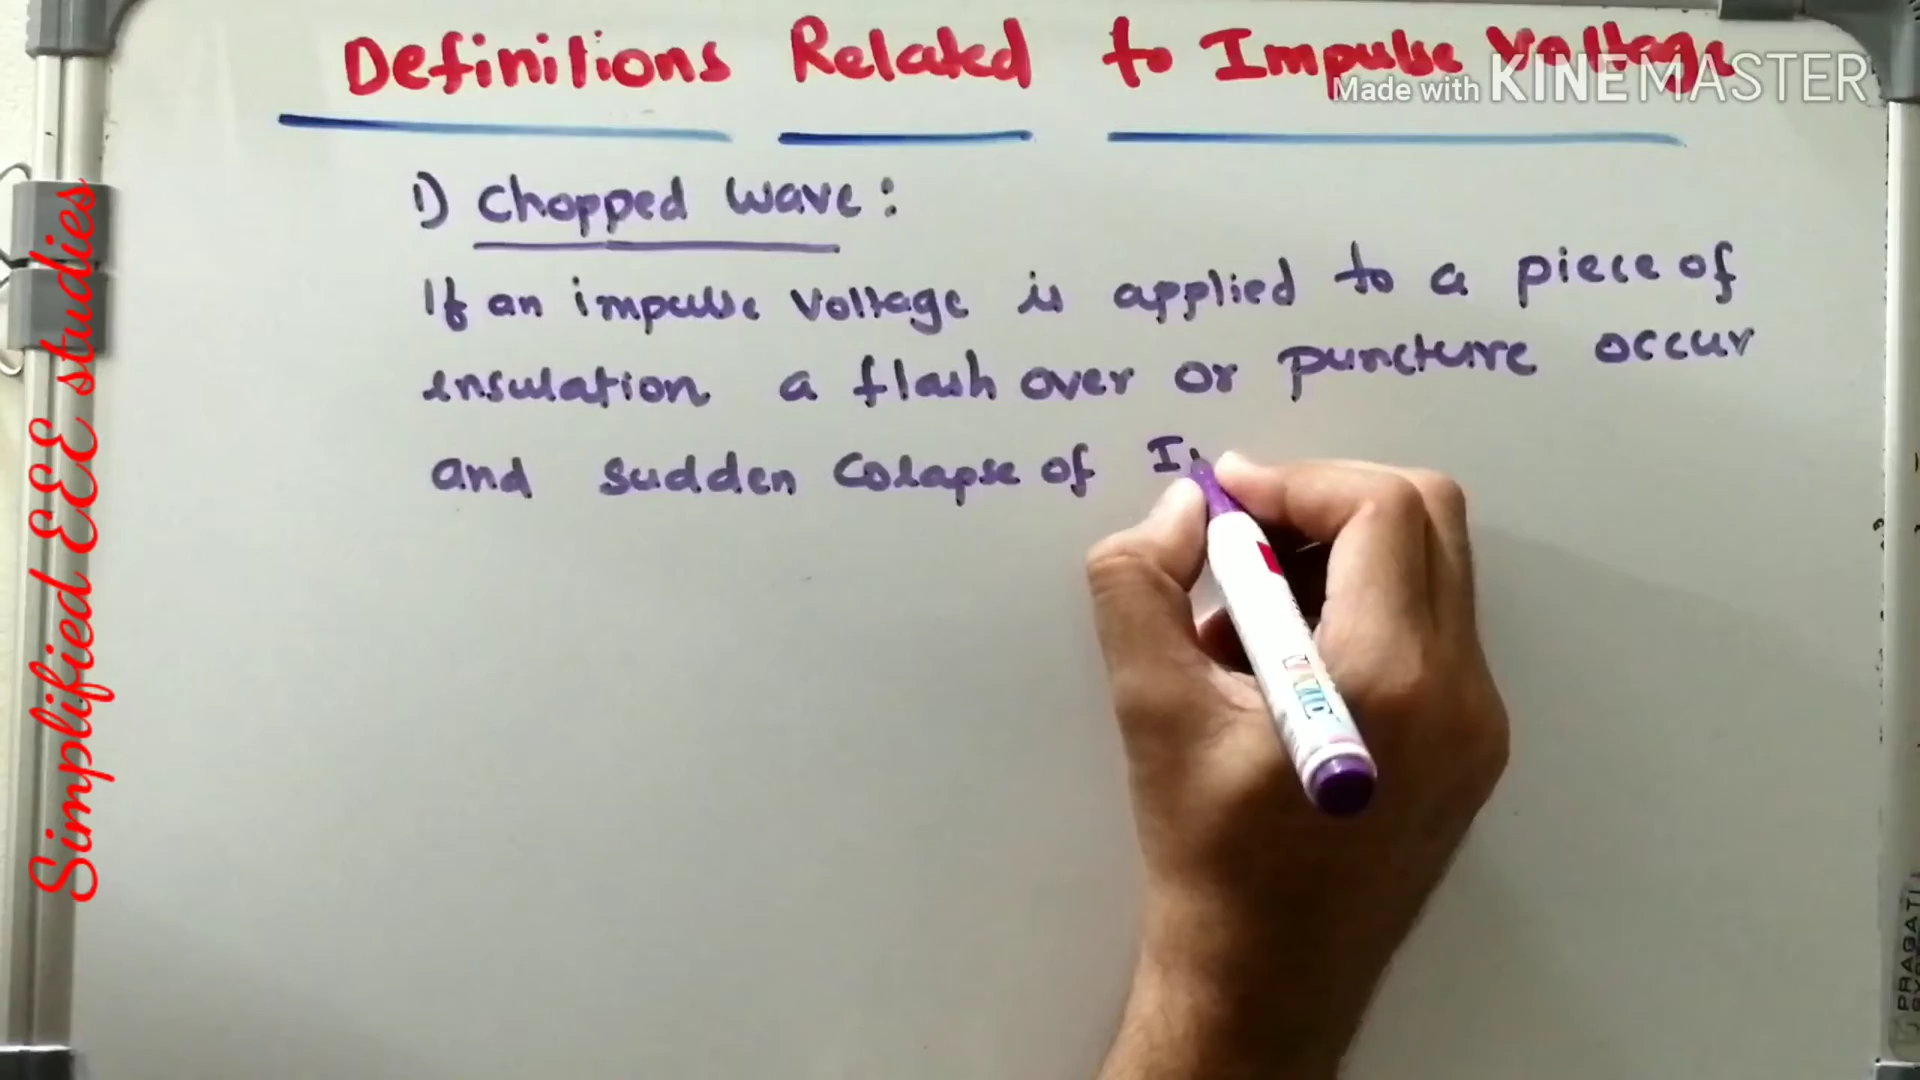 Definitions Related to Impulse Voltage
Made with KINEMASTER
1) Chopped wave:
If an impulse voltage is applied to a piece of
insulation a flash over or puncture occur
and sudden Colapse of
Simplified EEE studies
PRAGATI